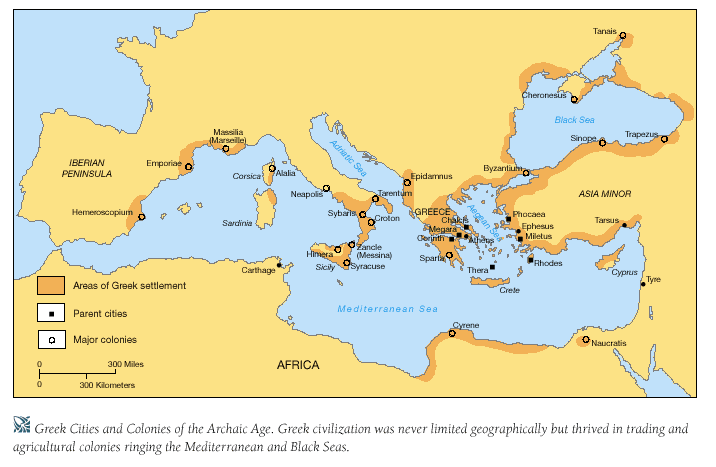 Tanais
Cheronesus
Black Sea
Massilia
(Marseille)
Adriatic Sea
Sinope
Trapezus
Emporiae
IBERIAN
PENINSULA
Corsica
Alalia
Epidamnus
Byzantium
Neapolis
Tarentum
ASIA MINOR
Hemeroscopium
Sardinia
Sybaris
Croton
GREECE
Aegean Sea
Phocaea
Chalcis
Megara
Ephesus
Tarsus
Corinth
Athens
Miletus
Himera
Zancle
(Messina)
Sparta
Carthage
Sicily
Syracuse
Thera
Rhodes
Cyprus
Tyre
Crete
Areas of Greek settlement
Parent cities
Major colonies
Mediterranean Sea
Cyrene
Naucratis
AFRICA
0 300 Miles
0 300 Kilometers
Greek Cities and Colonies of the Archaic Age. Greek civilization was never limited geographically but thrived in trading and
agricultural colonies ringing the Mediterranean and Black Seas.